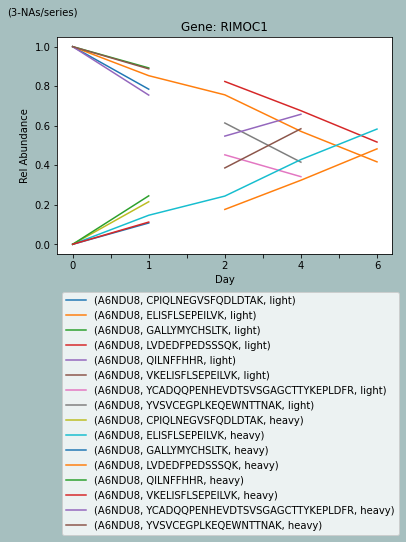 (3-NAs/series)
Gene: RIMOC1
1.0
0.8
0.6
0.4
0.2
0.0
Rel Abundance
0 1 2 4 6
Day
(A6NDU8, CPIQLNEGVSFQDLDTAK, light)
(A6NDU8, ELISFLSEPEILVK, light)
(A6NDU8, GALLYMYCHSLTK, light)
(A6NDU8, LVDEDFPEDSSSQK, light)
(A6NDU8, QILNFFHHR, light)
(A6NDU8, VKELISFLSEPEILVK, light)
(A6NDU8, YCADQQPENHEVDTSVSGAGCTTYKEPLDFR, light)
(A6NDU8, YVSVCEGPLKEQEWNTTNAK, light)
(A6NDU8, CPIQLNEGVSFQDLDTAK, heavy)
(A6NDU8, ELISFLSEPEILVK, heavy)
(A6NDU8, GALLYMYCHSLTK, heavy)
(A6NDU8, LVDEDFPEDSSSQK, heavy)
(A6NDU8, QILNFFHHR, heavy)
(A6NDU8, VKELISFLSEPEILVK, heavy)
(A6NDU8, YCADQQPENHEVDTSVSGAGCTTYKEPLDFR, heavy)
(A6NDU8, YVSVCEGPLKEQEWNTTNAK, heavy)